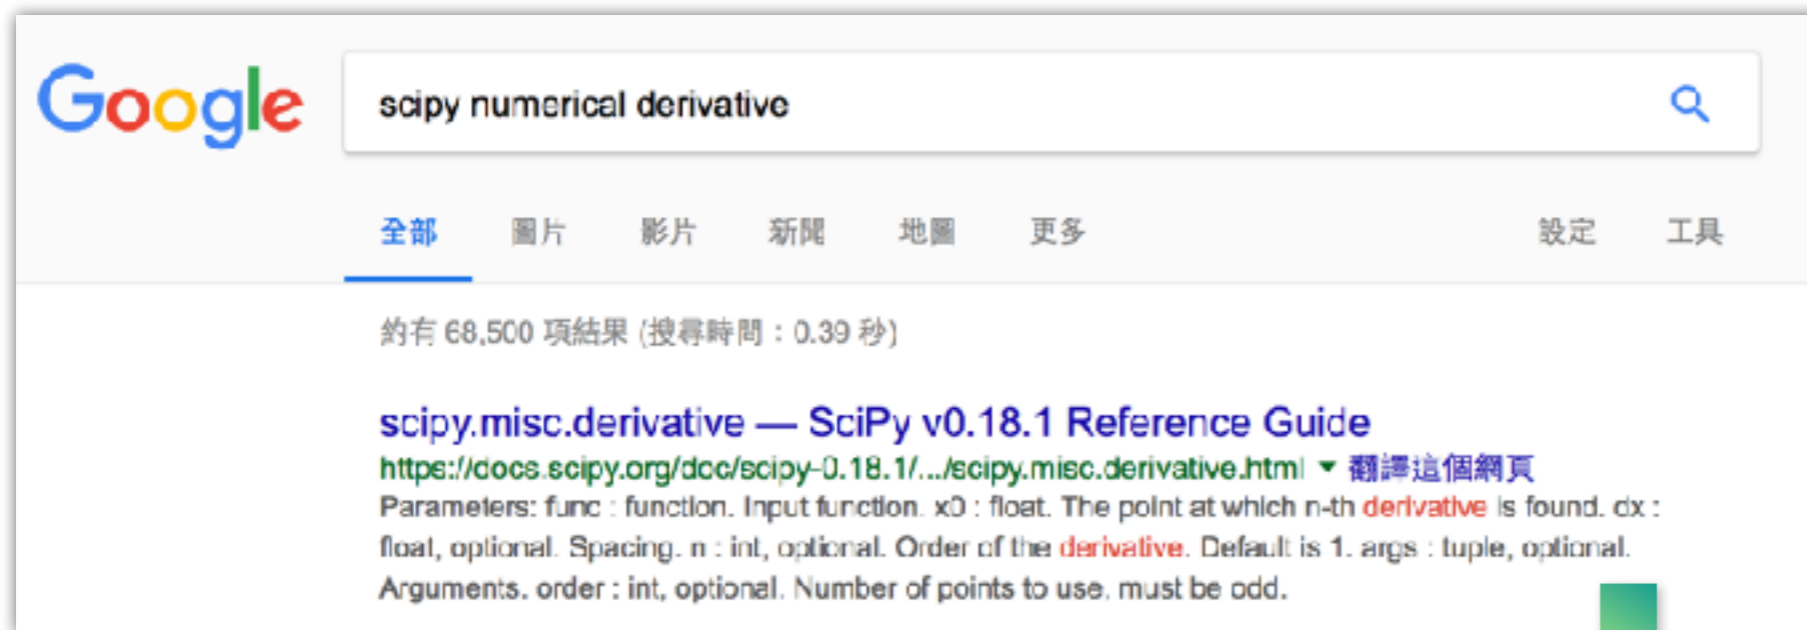 Google
scipy numerical derivative
全部 圖片 影片 新聞 地圖 更多 設定 工具
約有 68,500 項結果 (搜尋時間：0.39 秒)
scipy.misc.derivative — SciPy v0.18.1 Reference Guide
https://docs.scipy.org/doc/scipy-0.18.1/.../scipy.misc.derivative.html ▼ 翻譯這個網頁
Parameters: func : function. Input function. x0 : float. The point at which n-th derivative is found. dx :
float, optional. Spacing. n : int, optional. Order of the derivative. Default is 1. args : tuple, optional.
Arguments. order : int, optional. Number of points to use, must be odd.